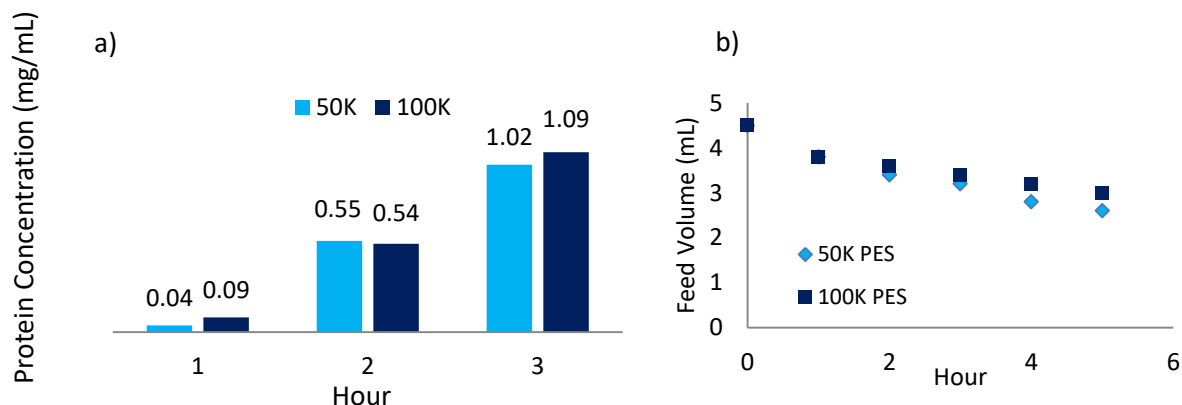 a)
Protein Concentration (mg/mL)
50K
100K
0.04
0.09
0.55
0.54
1.02
1.09
1
2
3
Hour
b)
Feed Volume (mL)
5
4
3
2
1
0
50K PES
100K PES
0
2
4
6
Hour